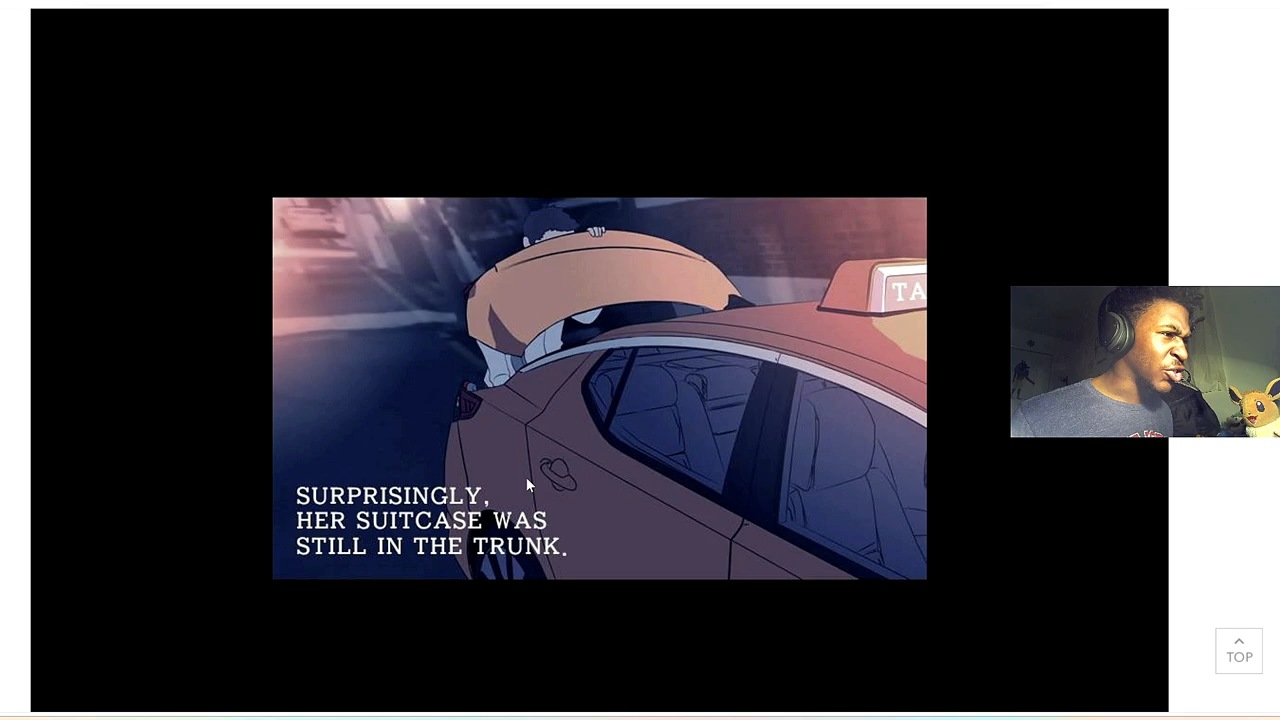 TA
SURPRISINGLY,
HER SUITCASE WAS
STILL IN THE TRUNK.
TOP